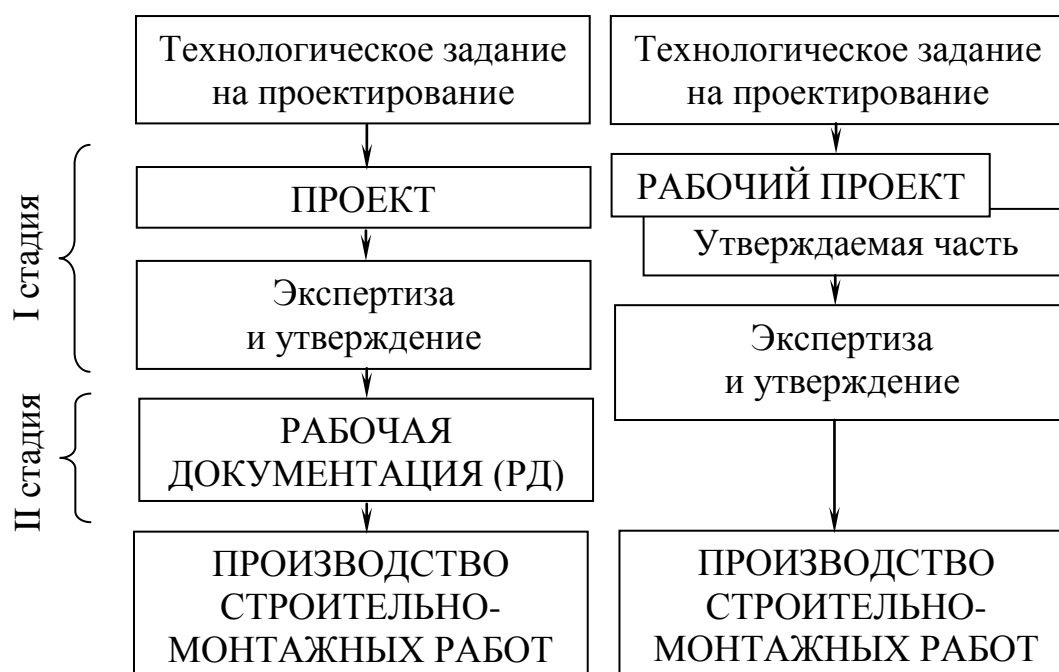 Технологическое задание
на проектирование
I стадия
ПРОЕКТ
Экспертиза
и утверждение
II стадия
РАБОЧАЯ
ДОКУМЕНТАЦИЯ (РД)
ПРОИЗВОДСТВО
СТРОИТЕЛЬНО-
МОНТАЖНЫХ РАБОТ
Технологическое задание
на проектирование
РАБОЧИЙ ПРОЕКТ
Утверждаемая часть
Экспертиза
и утверждение
ПРОИЗВОДСТВО
СТРОИТЕЛЬНО-
МОНТАЖНЫХ РАБОТ